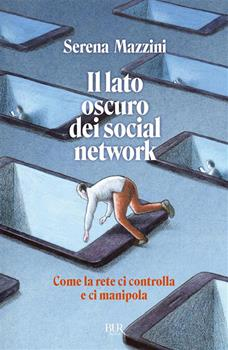 Serena Mazzini
Il lato
oscuro
dei social
network
Come la rete ci controlla
e ci manipola
BUR